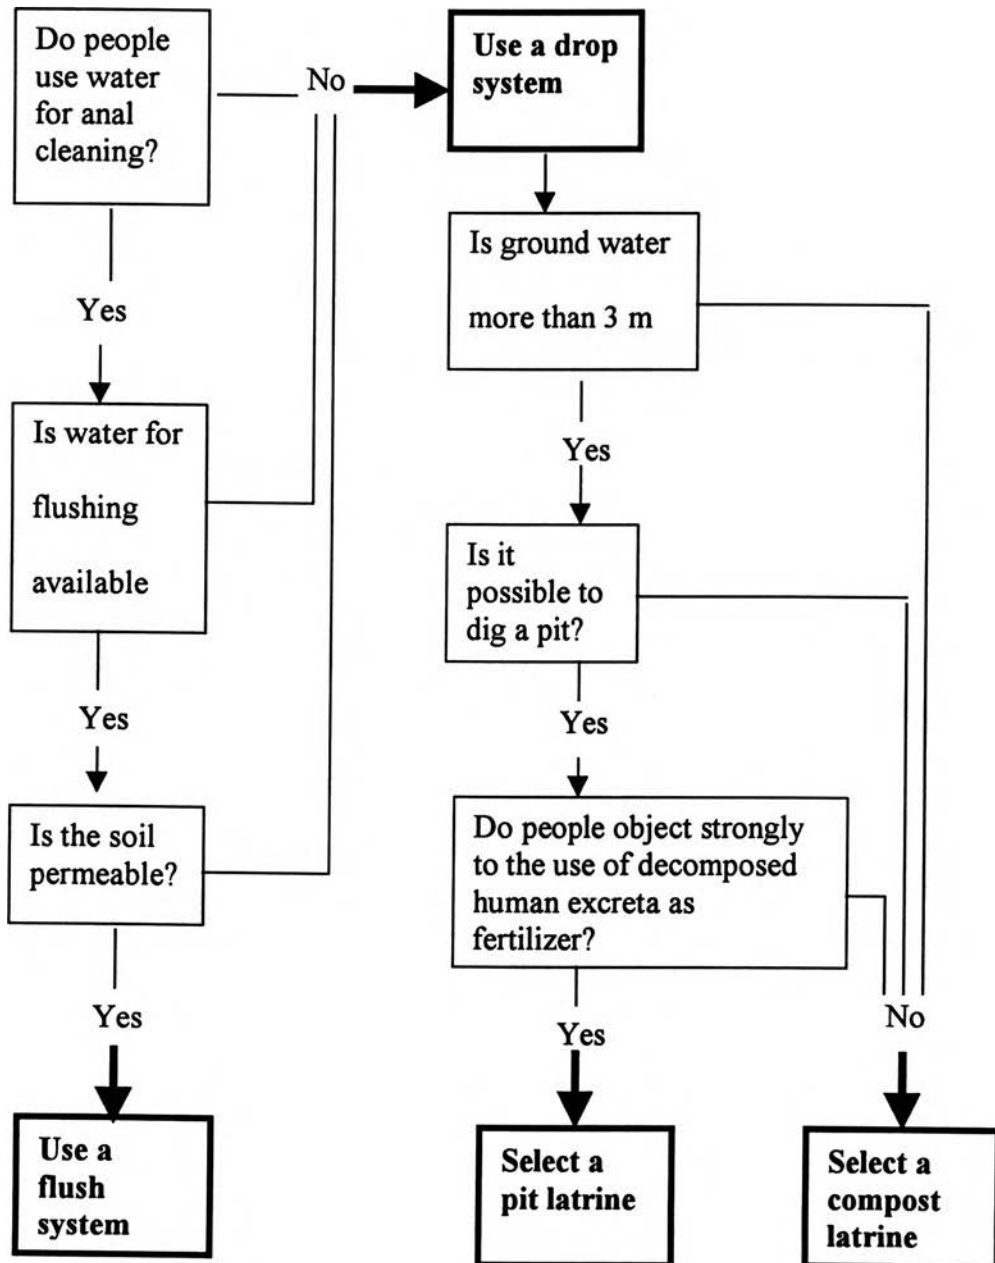 Do people
use water
for anal
cleaning?
No
Use a drop
system
Yes
Is ground water
more than 3 m
Is water for
flushing
available
Yes
Is it
possible to
dig a pit?
Yes
Yes
Is the soil
permeable?
Do people object strongly
to the use of decomposed
human excreta as
fertilizer?
Yes
Yes
No
Use a
flush
system
Select a
pit latrine
Select a
compost
latrine